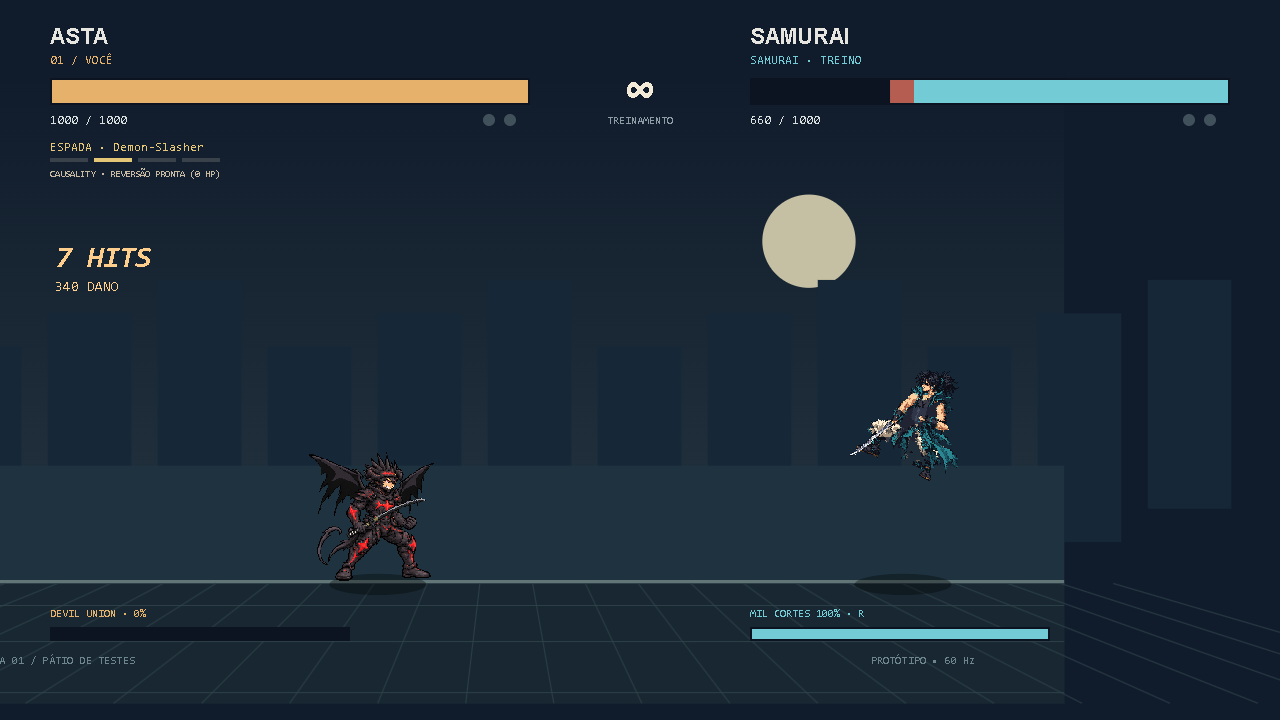 ASTA
01 / VOCÊ
1000 / 1000
ESPADA · Demon-Slasher
CAUSALITY · REVERSÃO PRONTA (0 HP)
7 HITS
340 DANO
∞
TREINAMENTO
SAMURAI
SAMURAI · TREINO
660 / 1000
DEVIL UNION · 0%
MIL CORTES 100% · R
A 01 / PÁTIO DE TESTES
PROTÓTIPO • 60 Hz